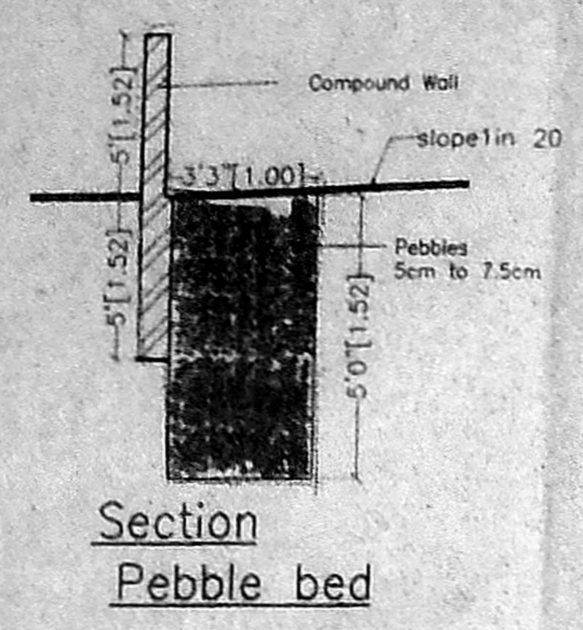 5'[1.52]
Compound Wall
slope1in 20
3'3"[1.00]
Pebbles
5cm to 7.5cm
5'[1.52]
5'0"[1.52]
Section
Pebble bed